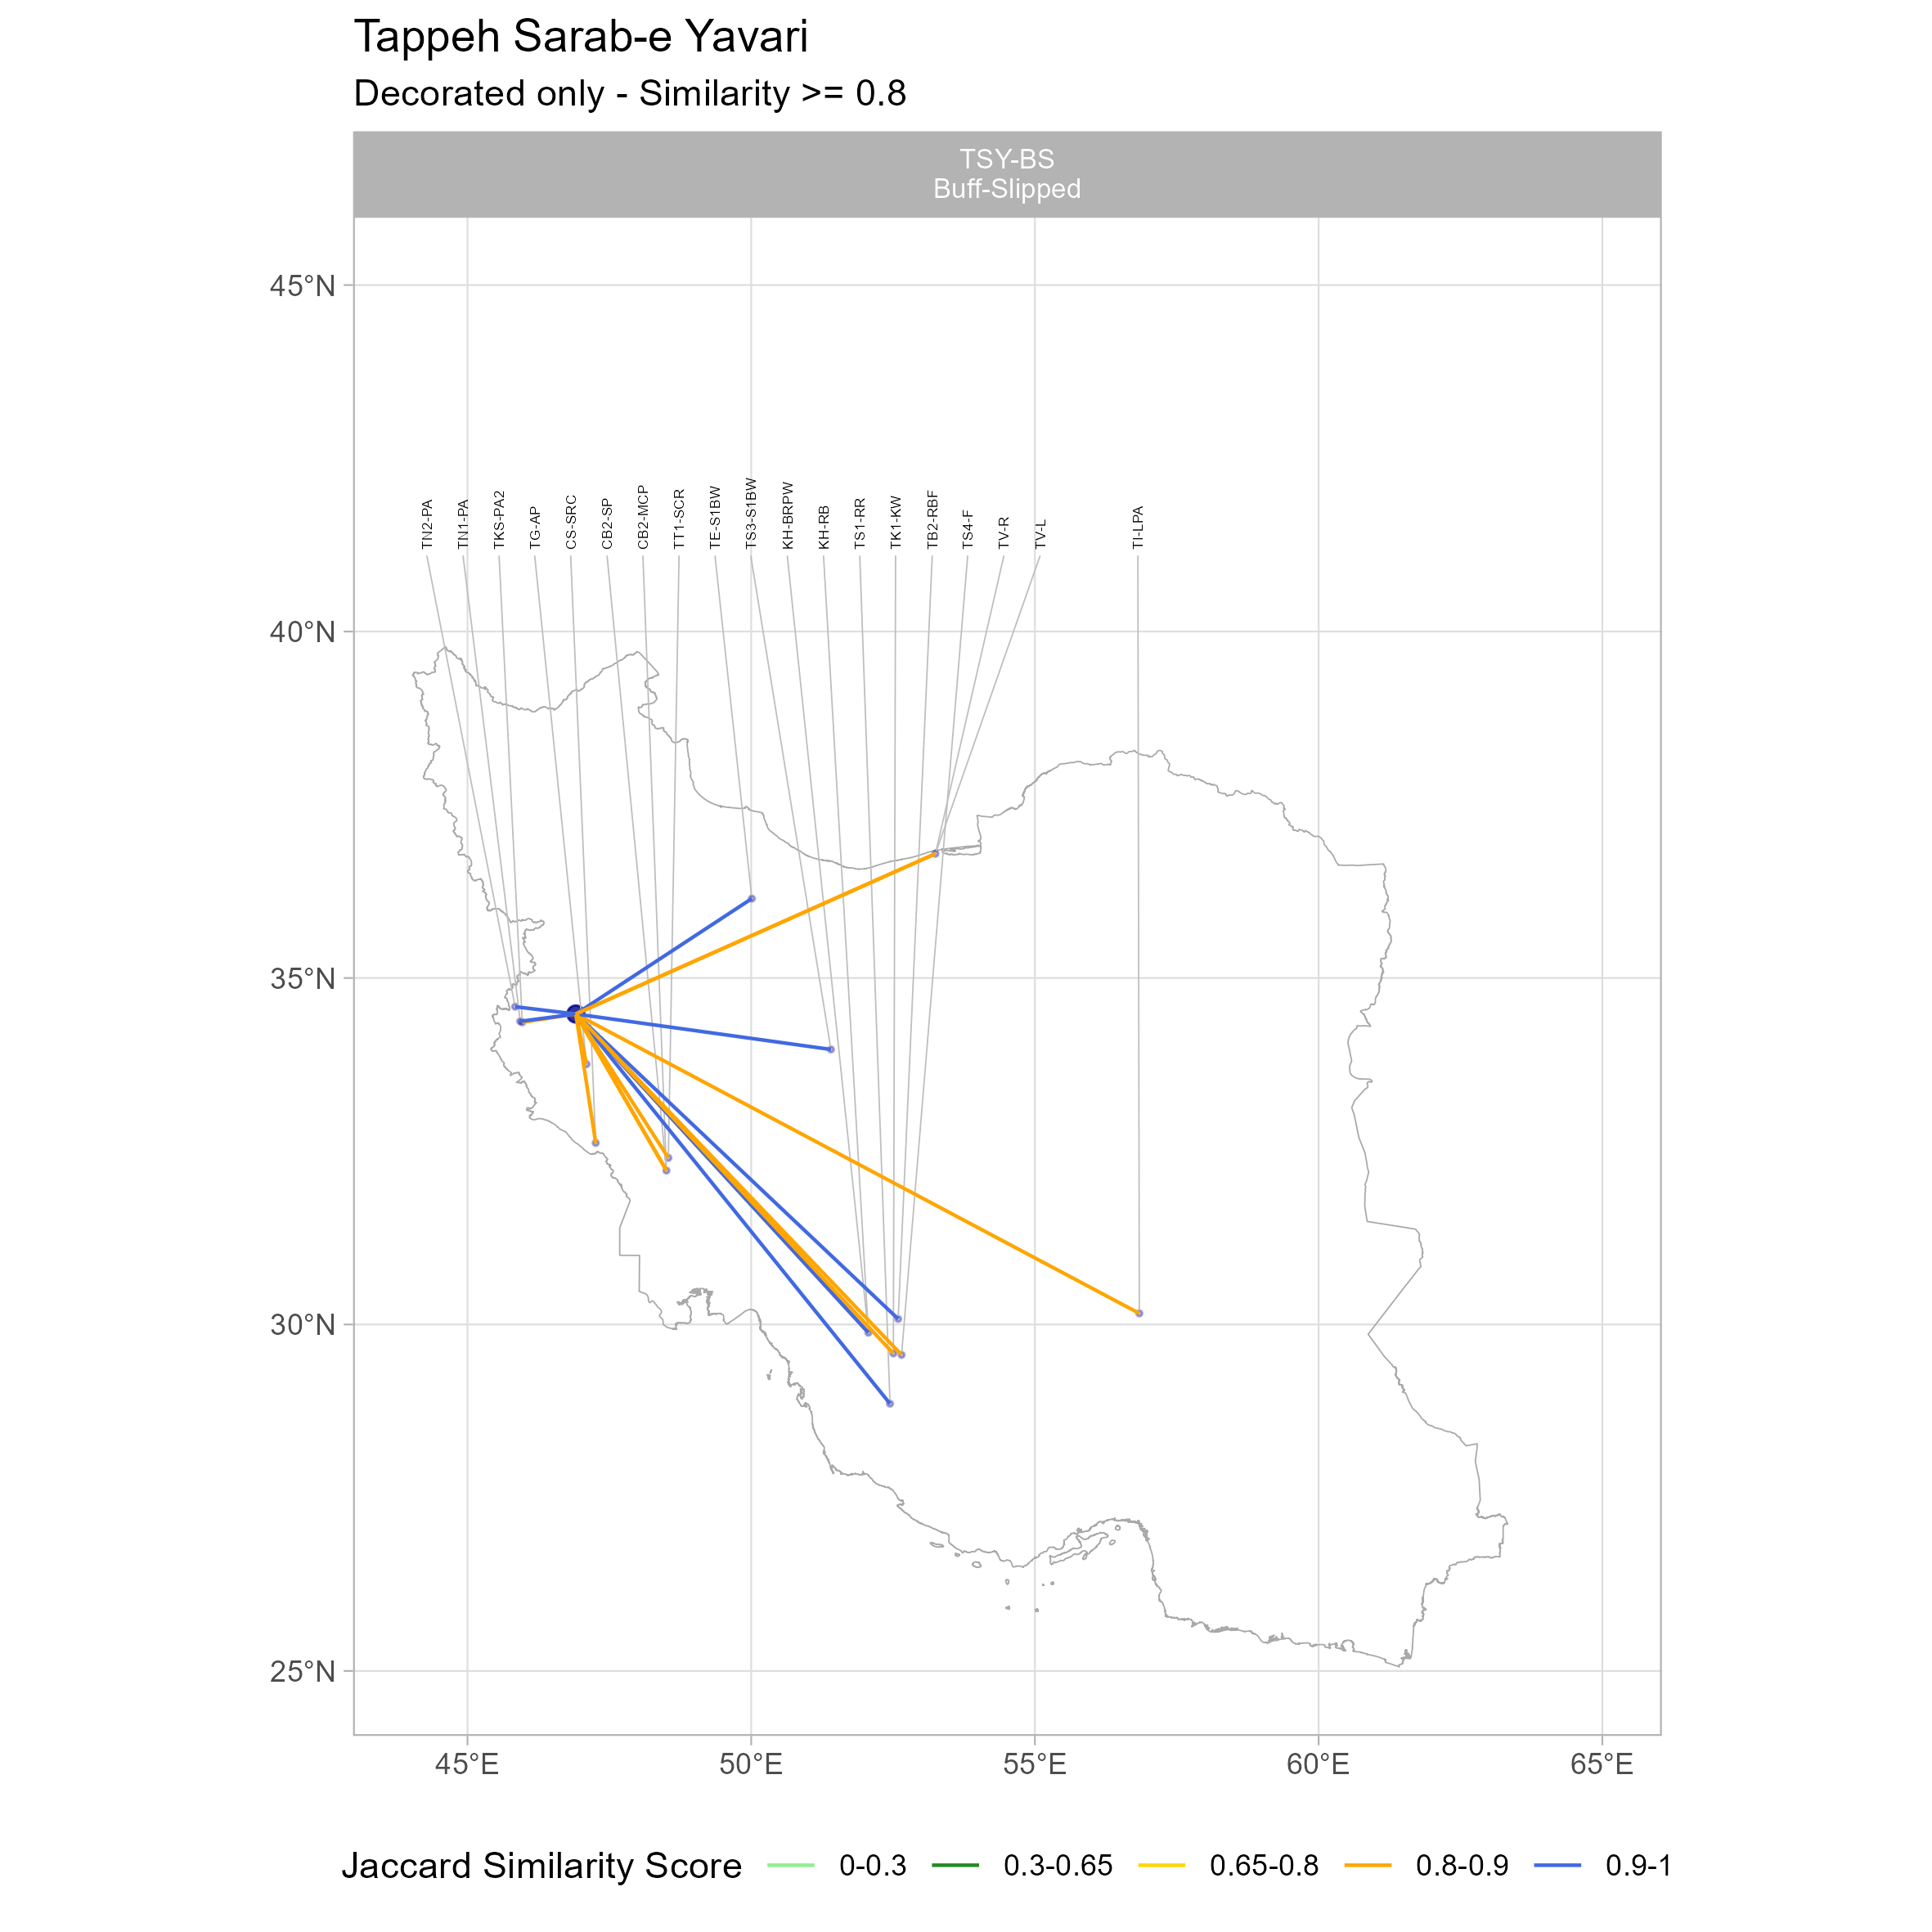 Tappeh Sarab-e Yavari
Decorated only - Similarity >= 0.8
TSY-BS
Buff-Slipped
45°N
40°N
35°N
30°N
25°N
TN2-PA
TN1-PA
TKS-PA2
TG-AP
CS-SRC
CB2-SP
CB2-MCP
TT1-SCR
TE-S1BW
TS3-S1BW
KH-BRPW
KH-RB
TS1-RR
TK1-KW
TB2-RBF
TS4-F
TV-R
TV-L
TI-LPA
45°E
50°E
55°E
60°E
65°E
Jaccard Similarity Score 0-0.3 0.3-0.65 0.65-0.8 0.8-0.9 0.9-1